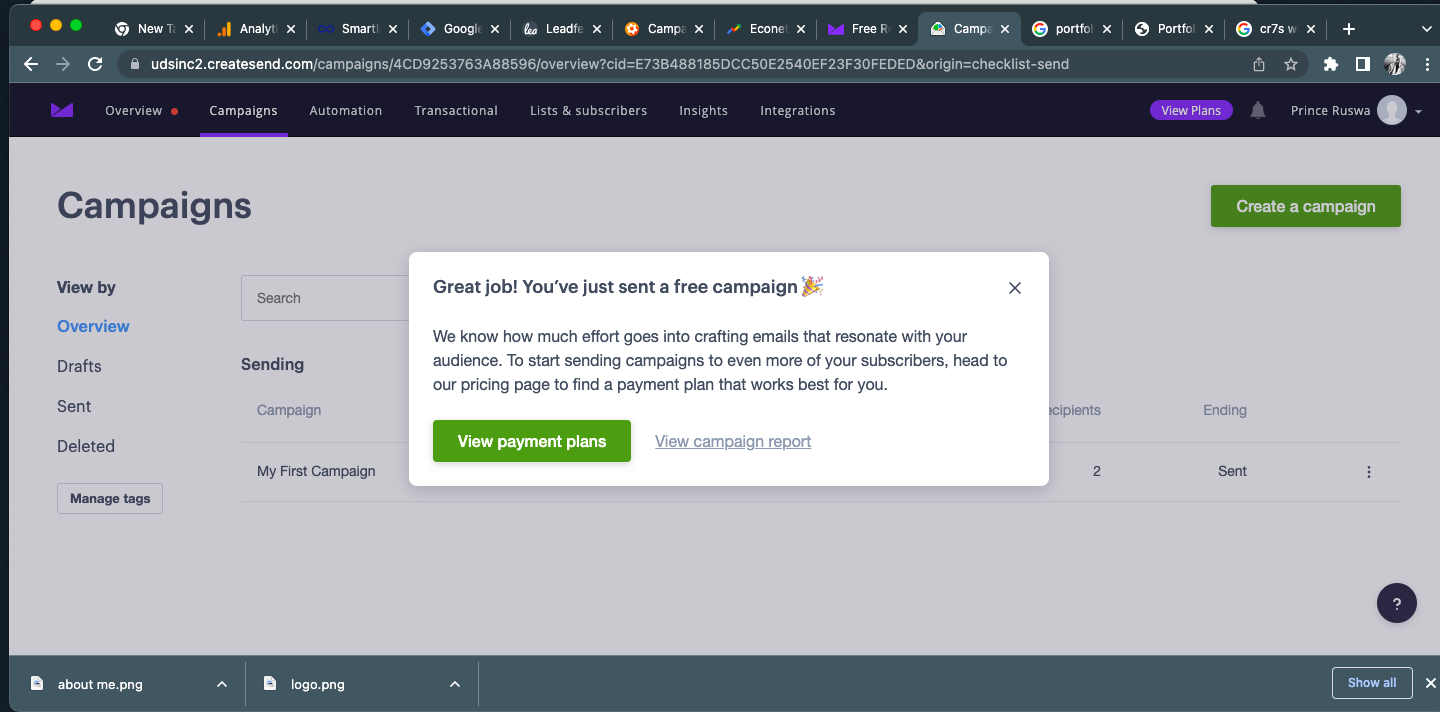 New Ta
Analyti
Smartl
Google
Leadfe
Campa
Econet
Free Re
Campa
portfol
Portfol
cr7s w
udsinc2.createsend.com/campaigns/4CD9253763A88596/overview?cid=E73B488185DCC50E2540EF23F30FEDED&origin=checklist-send
Overview
Campaigns
Automation
Transactional
Lists & subscribers
Insights
Integrations
View Plans
Prince Ruswa
Campaigns
Create a campaign
View by
Overview
Drafts
Sent
Deleted
Manage tags
Search
Sending
Campaign
ecipients
Ending
My First Campaign
2
Sent
Great job! You’ve just sent a free campaign 🎉
We know how much effort goes into crafting emails that resonate with your
audience. To start sending campaigns to even more of your subscribers, head to
our pricing page to find a payment plan that works best for you.
View payment plans
View campaign report
?
about me.png
logo.png
Show all